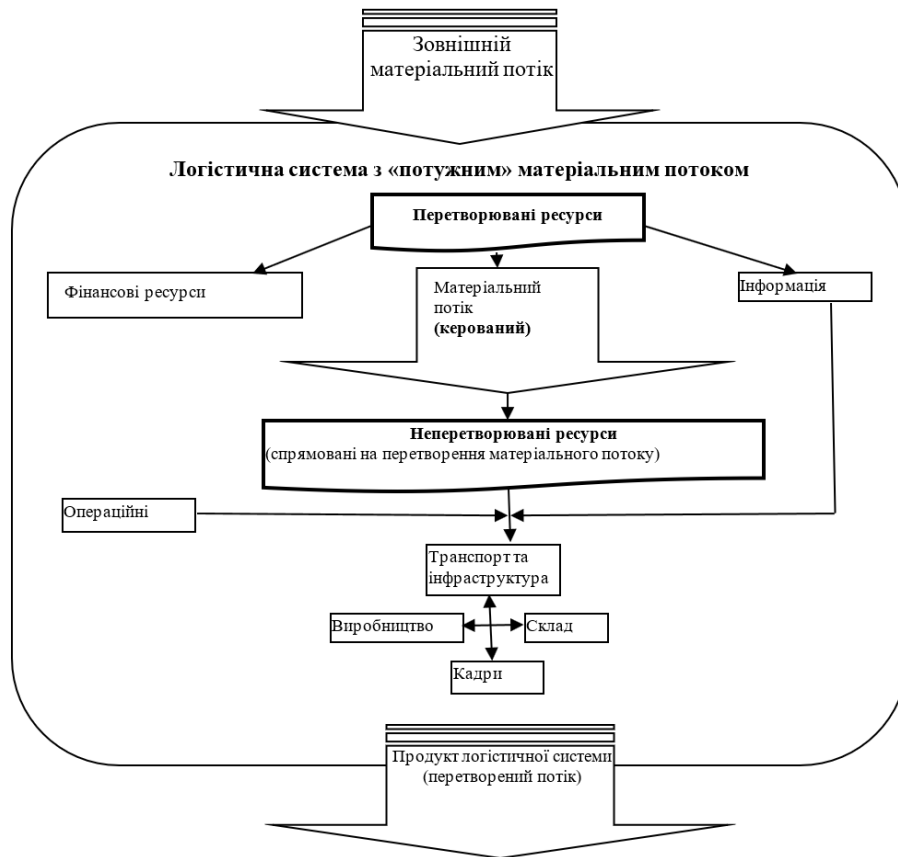 Зовнішній
матеріальний потік
Логістична система з «потужним» матеріальним потоком
Перетворювані ресурси
Фінансові ресурси
Матеріальний
потік
(керований)
Інформація
Неперетворювані ресурси
(спрямовані на перетворення матеріального потоку)
Операційні
Транспорт та
інфраструктура
Виробництво
Склад
Кадри
Продукт логістичної системи
(перетворений потік)